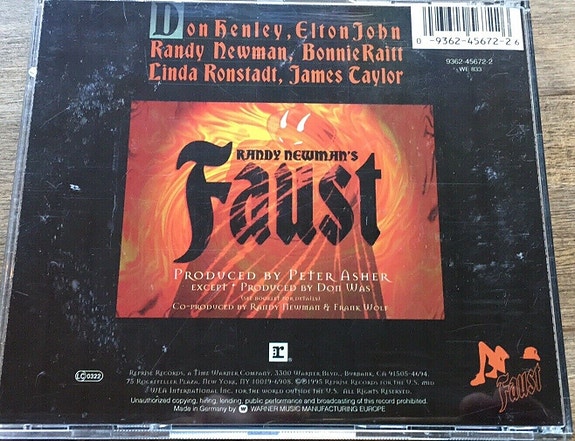 Don Henley, Elton John
Randy Newman, Bonnie Raitt
Linda Ronstadt, James Taylor
0 -9362-45672-2 6
9362-45672-2
WE 833
RANDY NEWMAN'S
Faust
PRODUCED BY PETER ASHER
EXCEPT * PRODUCED BY DON WAS
(SEE BOOKLET FOR DETAILS)
CO-PRODUCED BY RANDY NEWMAN & FRANK WOLF
r
LC 0322
REPRISE RECORDS, A TIME WARNER COMPANY. 3300 WARNER BLVD., BURBANK, CA 91505-4694.
75 ROCKEFELLER PLAZA, NEW YORK, NY 10019-6908. ©℗1995 REPRISE RECORDS FOR THE U.S. AND
WEA INTERNATIONAL INC. FOR THE WORLD OUTSIDE THE U.S. ALL RIGHTS RESERVED.
Unauthorized copying, hiring, lending, public performance and broadcasting of this record prohibited.
Made in Germany by WARNER MUSIC MANUFACTURING EUROPE
Faust